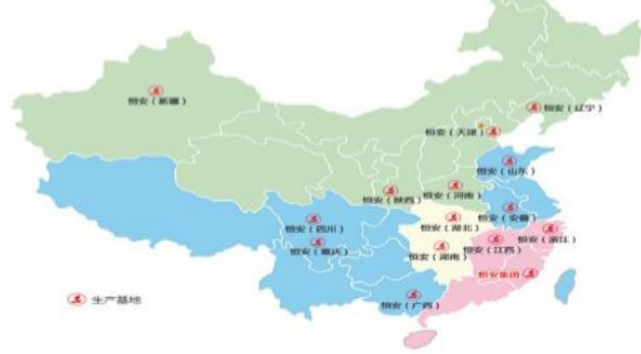 恒安（新疆）
恒安（辽宁）
恒安（天津）
恒安（山东）
恒安（陕西）
恒安（河南）
恒安（安徽）
恒安（四川）
恒安（湖北）
恒安（浙江）
恒安（重庆）
恒安（湖南）
恒安（江西）
恒安集团
恒安（广西）
生产基地